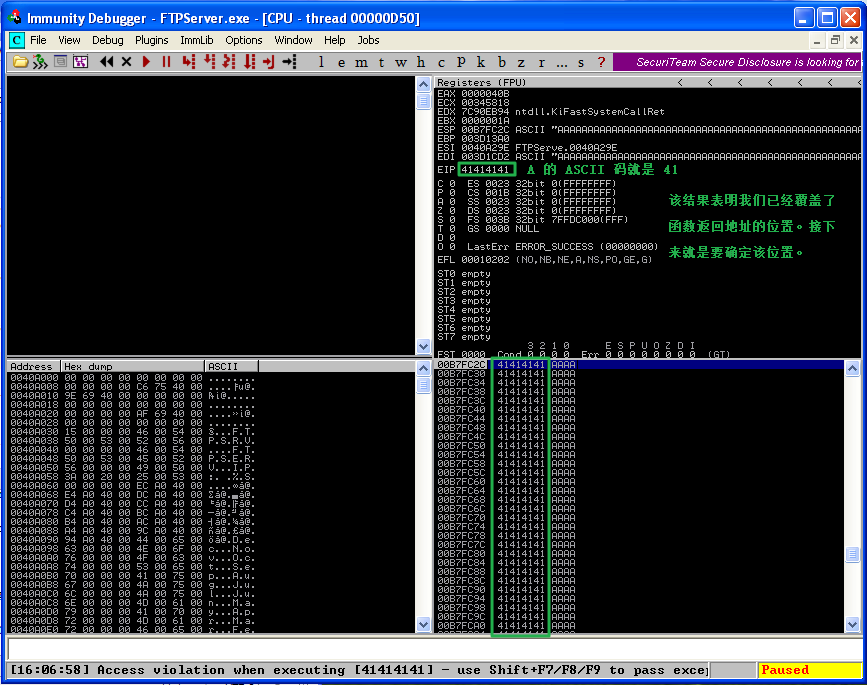 Immunity Debugger - FTPServer.exe - [CPU - thread 00000D50]
File View Debug Plugins ImmLib Options Window Help Jobs
l e m t w h c P k b z r ... s ? SecuriTeam Secure Disclosure is looking for
Registers (FPU) < < < < < < <
EAX 0000040B
ECX 00345818
EDX 7C90EB94 ntdll.KiFastSystemCallRet
EBX 0000001A
ESP 00B7FC2C ASCII "AAAAAAAAAAAAAAAAAAAAAAAAAAAAAAAAAAAAAAAAAA
EBP 003D13A0
ESI 0040A29E FTPServe.0040A29E
EDI 003D1CD2 ASCII "AAAAAAAAAAAAAAAAAAAAAAAAAAAAAAAAAAAAAAAAAA
EIP 41414141 A 的 ASCII 码就是 41
C 0 ES 0023 32bit 0(FFFFFFFF)
P 0 CS 001B 32bit 0(FFFFFFFF)
A 0 SS 0023 32bit 0(FFFFFFFF)
Z 0 DS 0023 32bit 0(FFFFFFFF)
S 0 FS 003B 32bit 7FFDC000(FFF)
T 0 GS 0000 NULL
D 0
O 0 LastErr ERROR_SUCCESS (00000000)
EFL 00010202 (NO,NB,NE,A,NS,PO,GE,G)
该结果表明我们已经覆盖了
函数返回地址的位置。接下
来就是要确定该位置。
ST0 empty
ST1 empty
ST2 empty
ST3 empty
ST4 empty
ST5 empty
ST6 empty
ST7 empty
3 2 1 0 E S P U O Z D I
FST 0000 Cond 0 0 0 0 Err 0 0 0 0 0 0 0 0 (GT)
Address Hex dump ASCII
0040A000 00 00 00 00 00 00 00 00 ........
0040A008 00 00 00 00 C6 75 40 00
0040A010 9E 69 40 00 00 00 00 00
0040A018 00 00 00 00 00 00 00 00 ........
0040A020 00 00 00 00 AF 69 40 00 ....»i@.
0040A028 00 00 00 00 00 00 00 00 ........
0040A030 15 00 00 00 46 00 54 00
0040A038 50 00 53 00 52 00 56 00 P.S.R.V.
0040A040 00 00 00 00 46 00 54 00 ....F.T.
0040A048 50 00 53 00 45 00 52 00 P.S.E.R.
0040A050 56 00 00 00 49 00 50 00 V...I.P.
0040A058 3A 00 20 00 25 00 53 00 :. .%.S.
0040A060 00 00 00 00 EC A0 40 00
0040A068 E4 A0 40 00 DC A0 40 00
0040A070 D4 A0 40 00 CC A0 40 00
0040A078 C4 A0 40 00 BC A0 40 00
0040A080 B4 A0 40 00 AC A0 40 00
0040A088 A4 A0 40 00 9C A0 40 00
0040A090 94 A0 40 00 44 00 65 00 öá@.D.e.
0040A098 63 00 00 00 4E 00 6F 00 c...N.o.
0040A0A0 76 00 00 00 4F 00 63 00 v...O.c.
0040A0A8 74 00 00 00 53 00 65 00 t...S.e.
0040A0B0 70 00 00 00 41 00 75 00 p...A.u.
0040A0B8 67 00 00 00 4A 00 75 00 g...J.u.
0040A0C0 6C 00 00 00 4A 00 75 00 l...J.u.
0040A0C8 6E 00 00 00 4D 00 61 00 n...M.a.
0040A0D0 79 00 00 00 41 00 70 00 y...A.p.
0040A0D8 72 00 00 00 4D 00 61 00 r...M.a.
0040A0E0 72 00 00 00 46 00 65 00 r...F.e.
00B7FC2C 41414141 AAAA
00B7FC30 41414141 AAAA
00B7FC34 41414141 AAAA
00B7FC38 41414141 AAAA
00B7FC3C 41414141 AAAA
00B7FC40 41414141 AAAA
00B7FC44 41414141 AAAA
00B7FC48 41414141 AAAA
00B7FC4C 41414141 AAAA
00B7FC50 41414141 AAAA
00B7FC54 41414141 AAAA
00B7FC58 41414141 AAAA
00B7FC5C 41414141 AAAA
00B7FC60 41414141 AAAA
00B7FC64 41414141 AAAA
00B7FC68 41414141 AAAA
00B7FC6C 41414141 AAAA
00B7FC70 41414141 AAAA
00B7FC74 41414141 AAAA
00B7FC78 41414141 AAAA
00B7FC7C 41414141 AAAA
00B7FC80 41414141 AAAA
00B7FC84 41414141 AAAA
00B7FC88 41414141 AAAA
00B7FC8C 41414141 AAAA
00B7FC90 41414141 AAAA
00B7FC94 41414141 AAAA
00B7FC98 41414141 AAAA
00B7FC9C 41414141 AAAA
00B7FCA0 41414141 AAAA
[16:06:58] Access violation when executing [41414141] - use Shift+F7/F8/F9 to pass exce
Paused